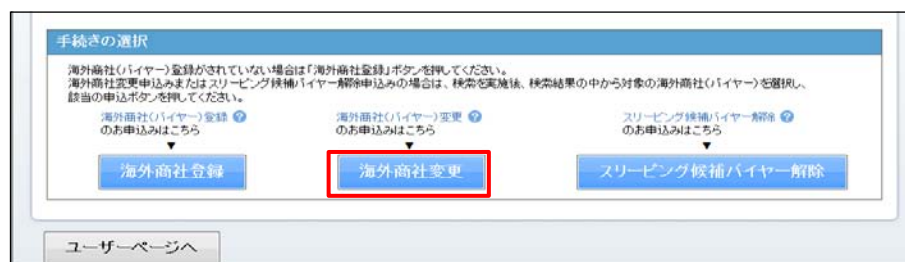 手続きの選択
海外商社(バイヤー)登録がされていない場合は「海外商社登録」ボタンを押してください。
海外商社変更申込みまたはスリーピング候補バイヤー解除申込みの場合は、検索を実施後、検索結果の中から対象の海外商社(バイヤー)を選択し、
該当の申込ボタンを押してください。
海外商社(バイヤー)登録 ? 海外商社(バイヤー)変更 ? スリーピング候補バイヤー解除 ?
のお申込みはこちら のお申込みはこちら のお申込みはこちら
▼ ▼ ▼
海外商社登録 海外商社変更 スリーピング候補バイヤー解除
ユーザーページへ